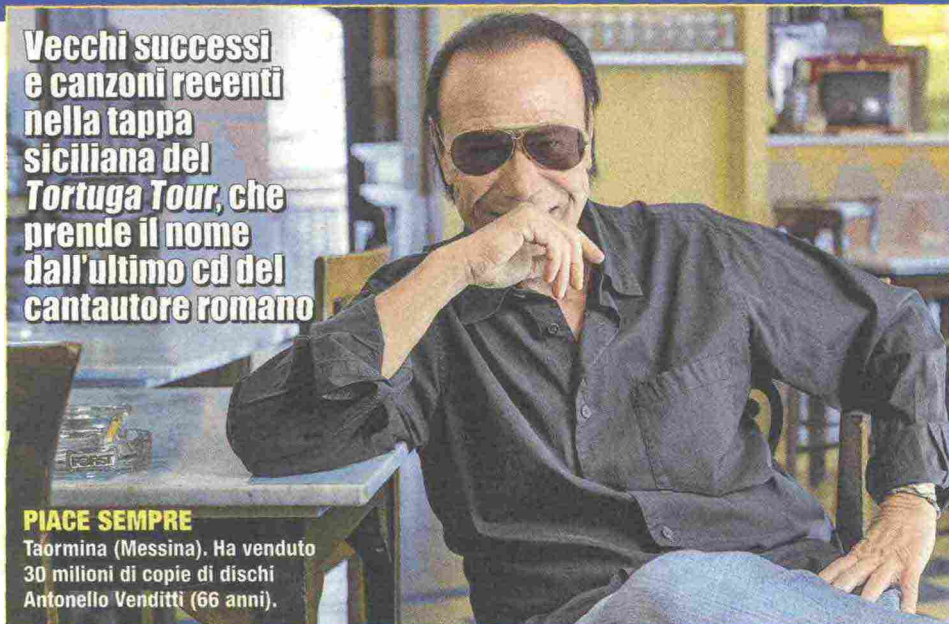 Vecchi successi
e canzoni recenti
nella tappa
siciliana del
Tortuga Tour, che
prende il nome
dall'ultimo cd del
cantautore romano
FORST
PIACE SEMPRE
Taormina (Messina). Ha venduto
30 milioni di copie di dischi
Antonello Venditti (66 anni).